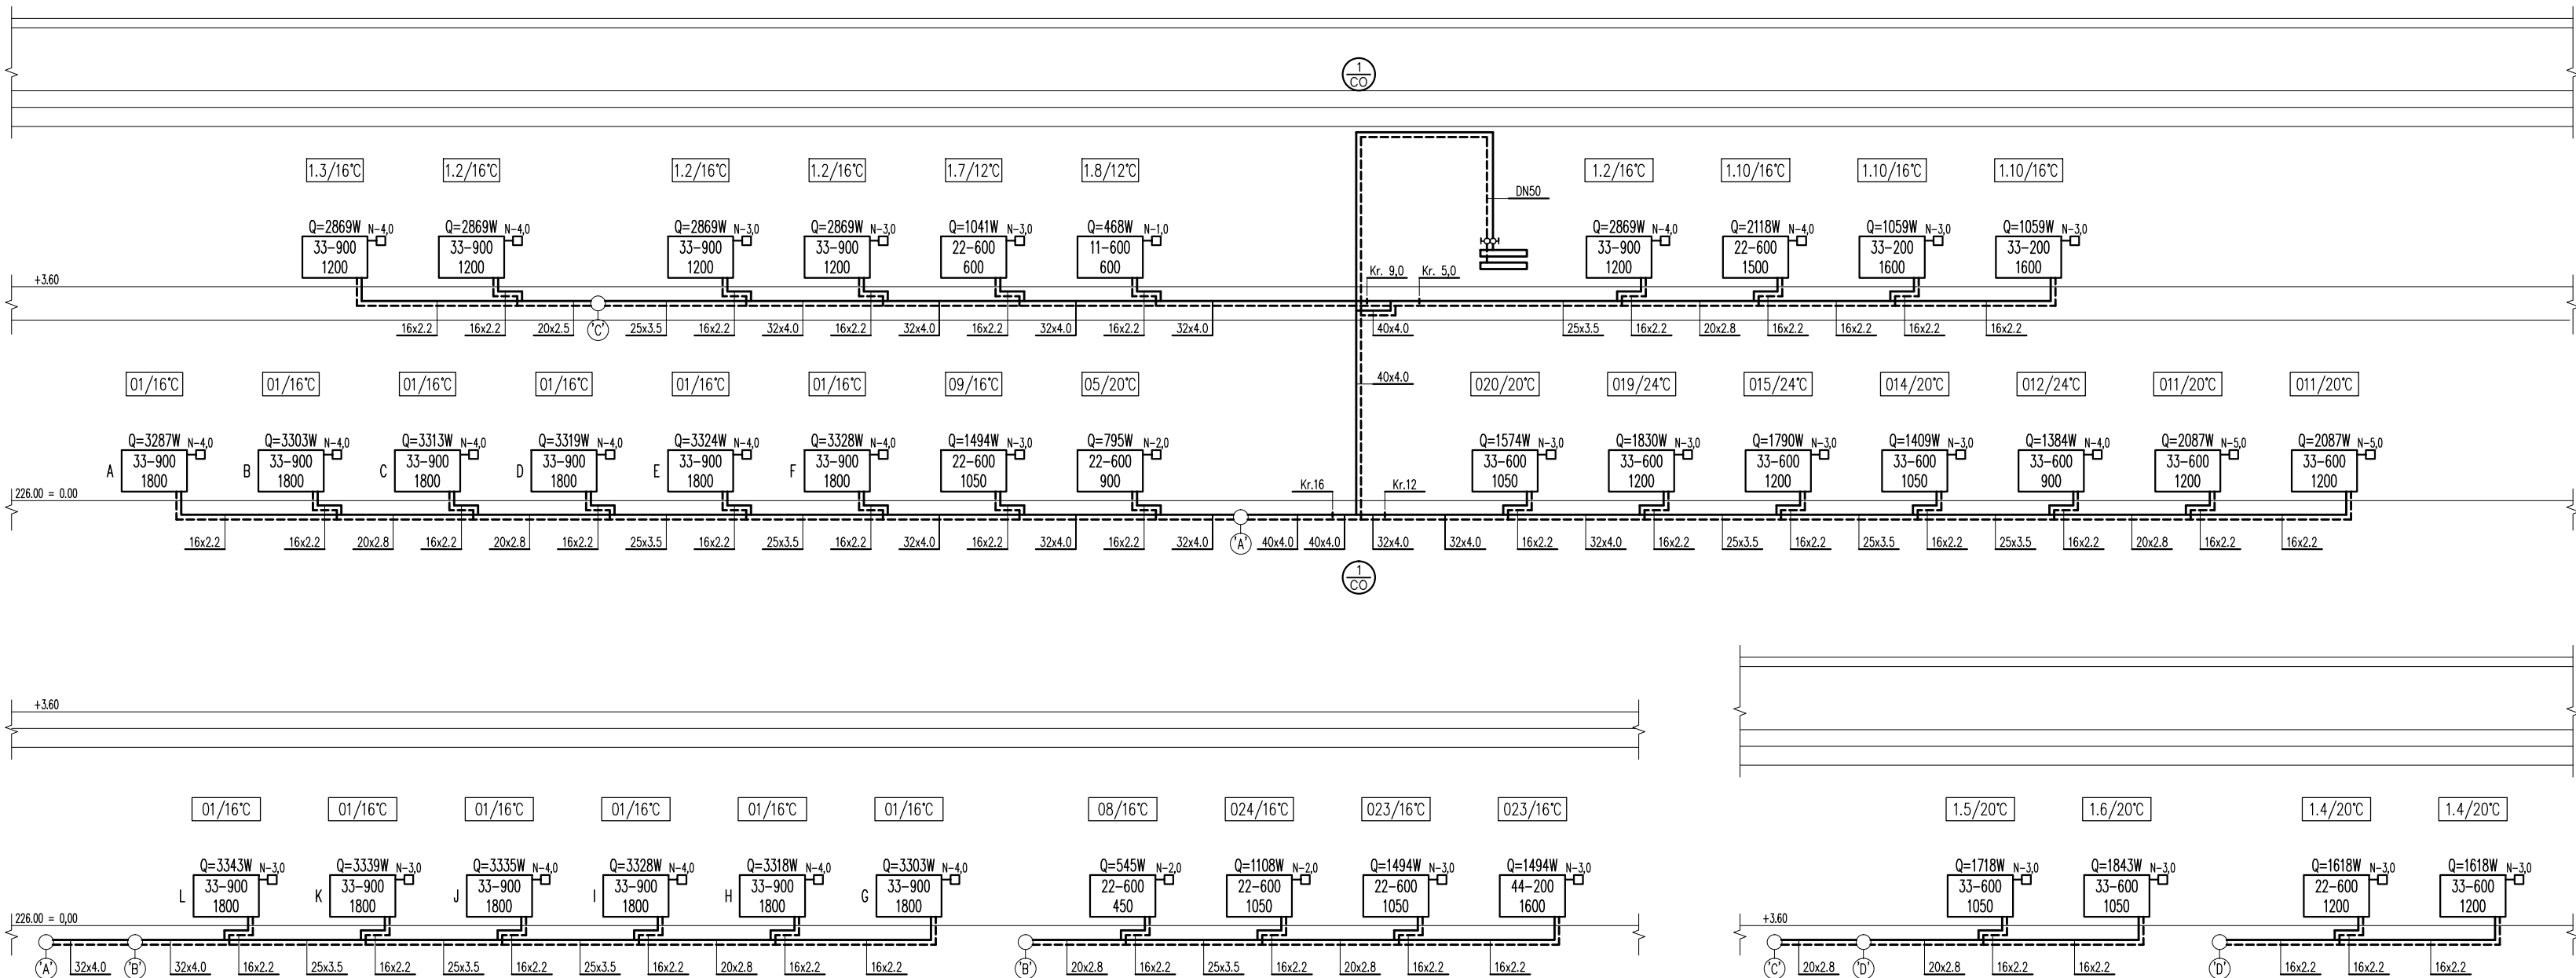 1
CO
1.3/16°C 1.2/16°C 1.2/16°C 1.2/16°C 1.7/12°C 1.8/12°C 1.2/16°C 1.10/16°C 1.10/16°C 1.10/16°C
DN50
Q=2869W N-4,0 Q=2869W N-4,0 Q=2869W N-3,0 Q=2869W N-3,0 Q=1041W N-3,0 Q=468W N-1,0 Q=2869W N-4,0 Q=2118W N-4,0 Q=1059W N-3,0 Q=1059W N-3,0
33-900 33-900 33-900 33-900 22-600 11-600 33-900 22-600 33-200 33-200
1200 1200 1200 1200 600 600 1200 1500 1600 1600
+3.60 Kr. 9,0 Kr. 5,0
16x2.2 16x2.2 20x2.5 'C' 25x3.5 16x2.2 32x4.0 16x2.2 32x4.0 16x2.2 32x4.0 16x2.2 32x4.0 40x4.0 25x3.5 16x2.2 20x2.8 16x2.2 16x2.2 16x2.2 16x2.2
01/16°C 01/16°C 01/16°C 01/16°C 01/16°C 01/16°C 09/16°C 05/20°C 40x4.0 020/20°C 019/24°C 015/24°C 014/20°C 012/24°C 011/20°C 011/20°C
Q=3287W N-4,0 Q=3303W N-4,0 Q=3313W N-4,0 Q=3319W N-4,0 Q=3324W N-4,0 Q=3328W N-4,0 Q=1494W N-3,0 Q=795W N-2,0 Q=1574W N-3,0 Q=1830W N-3,0 Q=1790W N-3,0 Q=1409W N-3,0 Q=1384W N-4,0 Q=2087W N-5,0 Q=2087W N-5,0
A 33-900 B 33-900 C 33-900 D 33-900 E 33-900 F 33-900 22-600 22-600 33-600 33-600 33-600 33-600 33-600 33-600 33-600
1800 1800 1800 1800 1800 1800 1050 900 1050 1200 1200 1050 900 1200 1200
226.00 = 0.00 Kr.16 Kr.12
16x2.2 16x2.2 20x2.8 16x2.2 20x2.8 16x2.2 25x3.5 16x2.2 25x3.5 16x2.2 32x4.0 16x2.2 32x4.0 16x2.2 32x4.0 'A' 40x4.0 40x4.0 32x4.0 32x4.0 16x2.2 32x4.0 16x2.2 25x3.5 16x2.2 25x3.5 16x2.2 25x3.5 16x2.2 20x2.8 16x2.2 16x2.2
1
CO
+3.60
01/16°C 01/16°C 01/16°C 01/16°C 01/16°C 01/16°C 08/16°C 024/16°C 023/16°C 023/16°C 1.5/20°C 1.6/20°C 1.4/20°C 1.4/20°C
Q=3343W N-3,0 Q=3339W N-3,0 Q=3335W N-4,0 Q=3328W N-4,0 Q=3318W N-4,0 Q=3303W N-4,0 Q=545W N-2,0 Q=1108W N-2,0 Q=1494W N-3,0 Q=1494W N-3,0 Q=1718W N-3,0 Q=1843W N-3,0 Q=1618W N-3,0 Q=1618W N-3,0
L 33-900 K 33-900 J 33-900 I 33-900 H 33-900 G 33-900 22-600 22-600 22-600 44-200 33-600 33-600 22-600 33-600
1800 1800 1800 1800 1800 1800 450 1050 1050 1600 1050 1050 1200 1200
226.00 = 0,00 +3.60
'A' 32x4.0 'B' 32x4.0 16x2.2 25x3.5 16x2.2 25x3.5 16x2.2 25x3.5 16x2.2 20x2.8 16x2.2 16x2.2 'B' 20x2.8 16x2.2 25x3.5 16x2.2 20x2.8 16x2.2 16x2.2 'C' 20x2.8 'D' 20x2.8 16x2.2 16x2.2 'D' 16x2.2 16x2.2 16x2.2